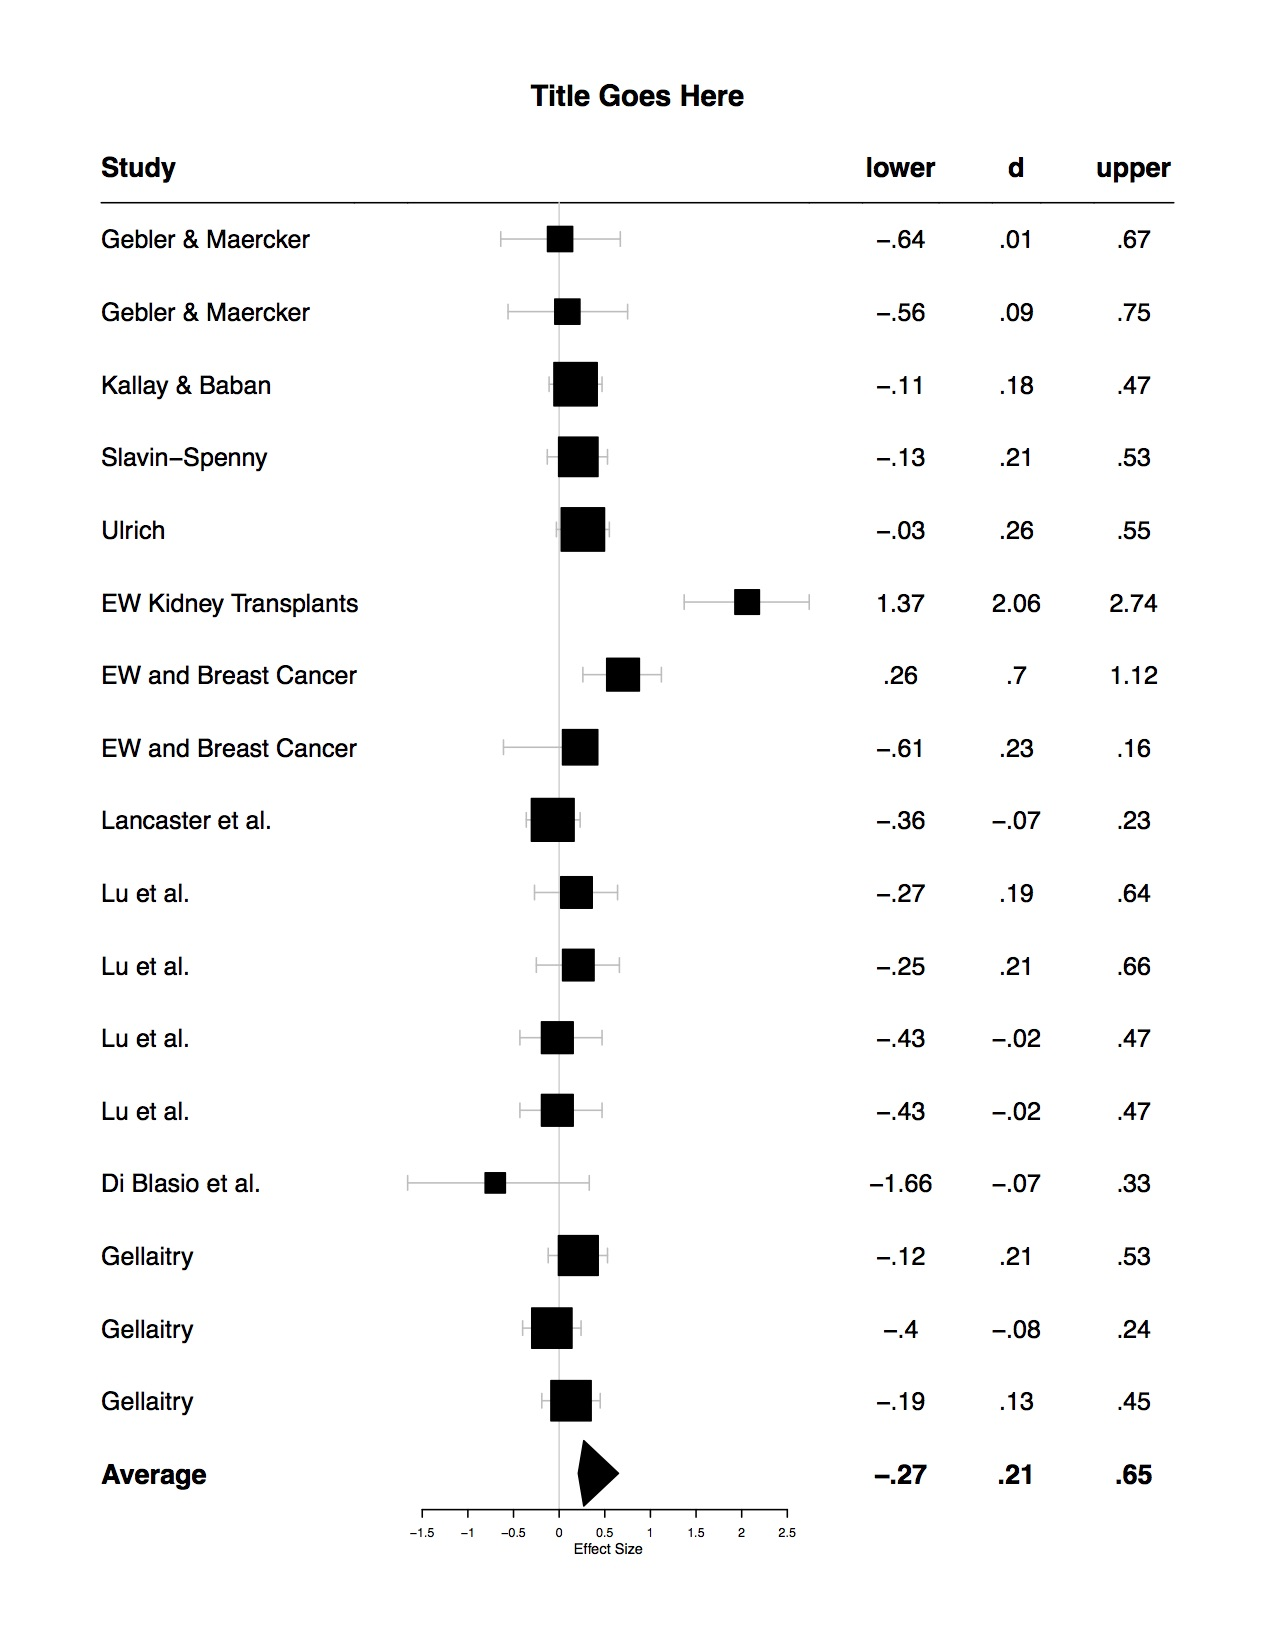 Title Goes Here
Study lower d upper
Gebler & Maercker −.64 .01 .67
Gebler & Maercker −.56 .09 .75
Kallay & Baban −.11 .18 .47
Slavin−Spenny −.13 .21 .53
Ulrich −.03 .26 .55
EW Kidney Transplants 1.37 2.06 2.74
EW and Breast Cancer .26 .7 1.12
EW and Breast Cancer −.61 .23 .16
Lancaster et al. −.36 −.07 .23
Lu et al. −.27 .19 .64
Lu et al. −.25 .21 .66
Lu et al. −.43 −.02 .47
Lu et al. −.43 −.02 .47
Di Blasio et al. −1.66 −.07 .33
Gellaitry −.12 .21 .53
Gellaitry −.4 −.08 .24
Gellaitry −.19 .13 .45
Average −.27 .21 .65
−1.5 −1 −0.5 0 0.5 1 1.5 2 2.5
Effect Size